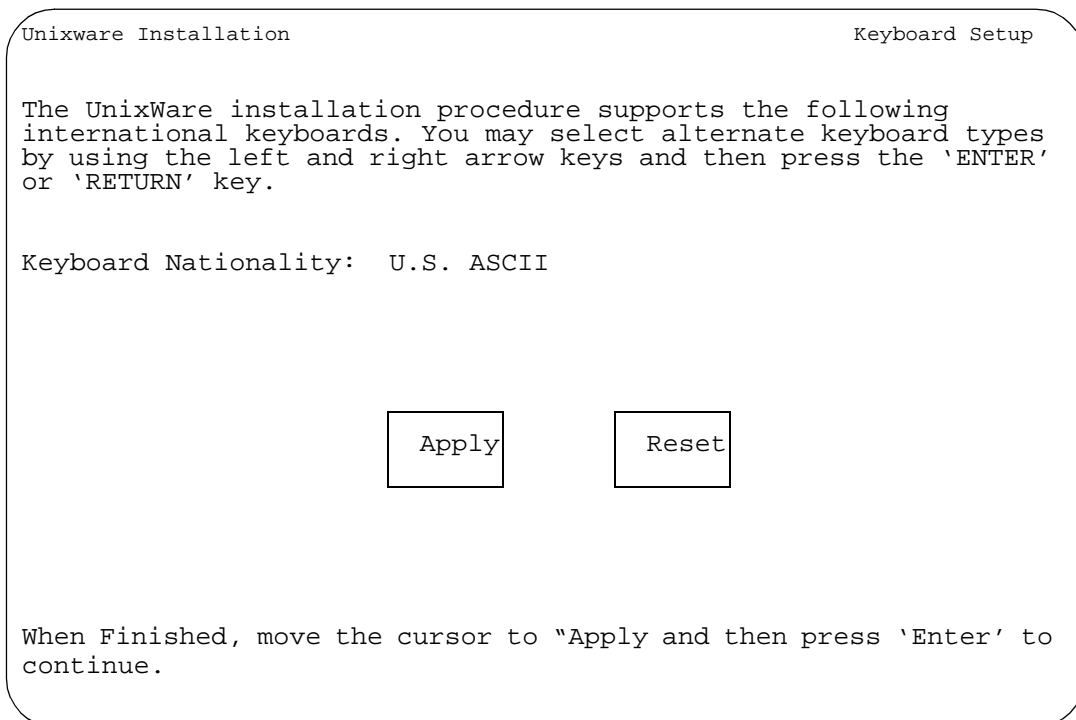 Unixware Installation Keyboard Setup
The UnixWare installation procedure supports the following
international keyboards. You may select alternate keyboard types
by using the left and right arrow keys and then press the ‘ENTER’
or ‘RETURN’ key.
Keyboard Nationality: U.S. ASCII
Apply Reset
When Finished, move the cursor to “Apply and then press ‘Enter’ to
continue.